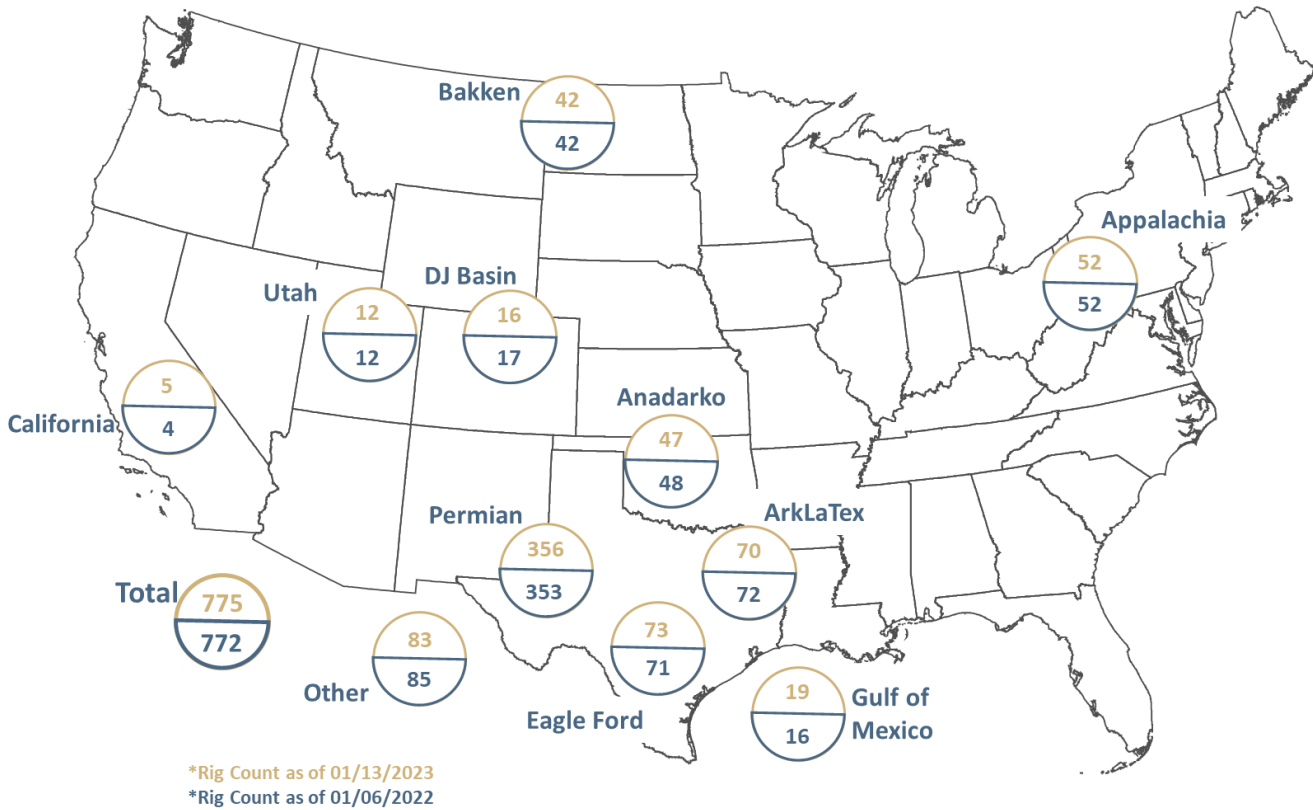 Bakken
42
42
Appalachia
52
52
DJ Basin
16
17
Utah
12
12
California
5
4
Anadarko
47
48
Permian
356
353
ArkLaTex
70
72
Total
775
772
Other
83
85
Eagle Ford
73
71
Gulf of
Mexico
19
16
*Rig Count as of 01/13/2023
*Rig Count as of 01/06/2022